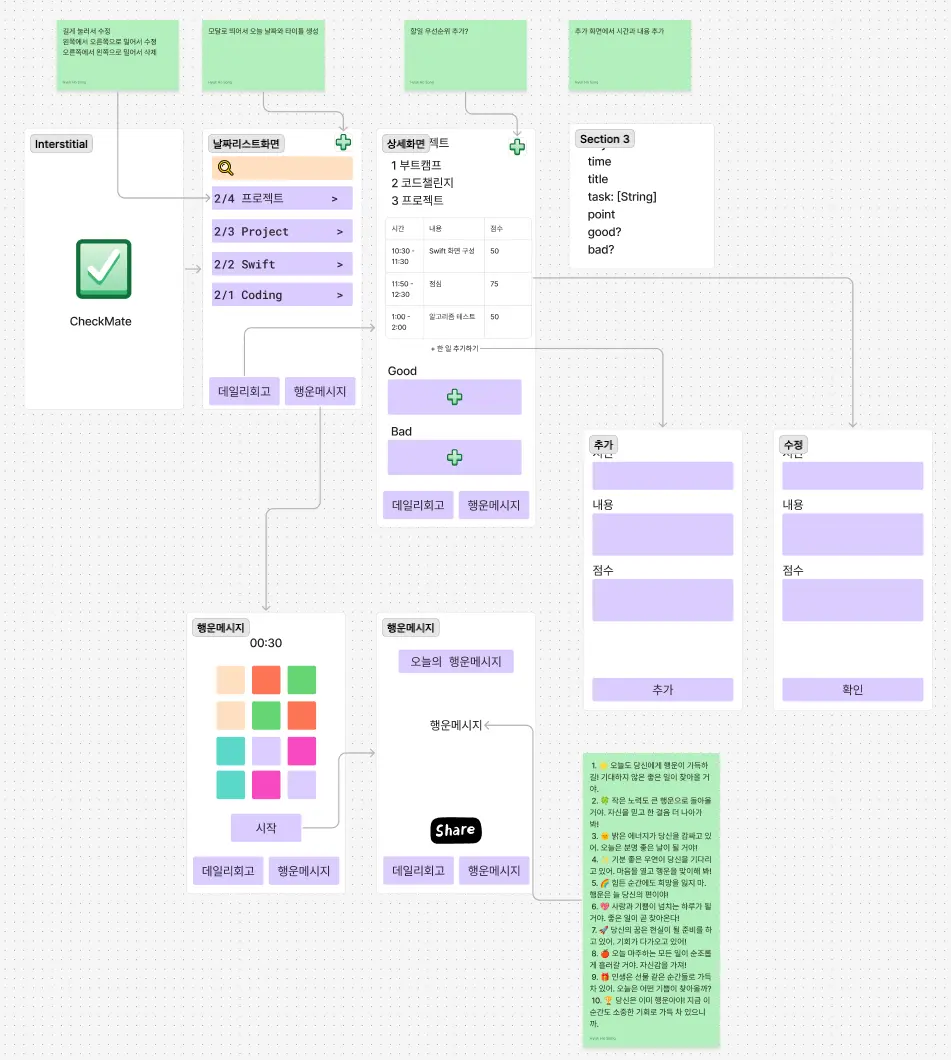 길게 눌러서 수정
왼쪽에서 오른쪽으로 밀어서 수정
오른쪽에서 왼쪽으로 밀어서 삭제
모달로 띄어서 오늘 날짜와 타이틀 생성
할일 우선순위 추가?
추가 화면에서 시간과 내용 추가
Interstitial
CheckMate
날짜리스트화면
2/4 프로젝트 >
2/3 Project >
2/2 Swift >
2/1 Coding >
데일리회고 행운메시지
상세화면
1 부트캠프
2 코드챌린지
3 프로젝트
시간 내용 점수
10:30 - Swift 화면 구성 50
11:30
11:50 - 점심 75
12:30
1:00 - 알고리즘 테스트 50
2:00
+ 한 일 추가하기
Good
Bad
데일리회고 행운메시지
Section 3
time
title
task: [String]
point
good?
bad?
추가
내용
점수
추가
수정
내용
점수
확인
행운메시지
00:30
시작
데일리회고 행운메시지
행운메시지
오늘의 행운메시지
행운메시지
Share
데일리회고 행운메시지
1. 🌟 오늘도 당신에게 행운이 가득하
길! 기대하지 않은 좋은 일이 찾아올 거
야.
2. 🍀 작은 노력도 큰 행운으로 돌아올
거야. 자신을 믿고 한 걸음 더 나아가
봐!
3. 🌞 밝은 에너지가 당신을 감싸고 있
어. 오늘은 분명 좋은 날이 될 거야!
4. ✨ 기분 좋은 우연이 당신을 기다리
고 있어. 마음을 열고 행운을 맞이해 봐!
5. 🌈 힘든 순간에도 희망을 잃지 마.
행운은 늘 당신의 편이야!
6. 💖 사랑과 기쁨이 넘치는 하루가 될
거야. 좋은 일이 곧 찾아온다!
7. 🚀 당신의 꿈은 현실이 될 준비를 하
고 있어. 기회가 다가오고 있어!
8. 🍎 오늘 마주하는 모든 일이 순조롭
게 흘러갈 거야. 자신감을 가져!
9. 🎁 인생은 선물 같은 순간들로 가득
차 있어. 오늘은 어떤 기쁨이 찾아올까?
10. 🏆 당신은 이미 행운아야! 지금 이
순간도 소중한 기회로 가득 차 있으니
까.